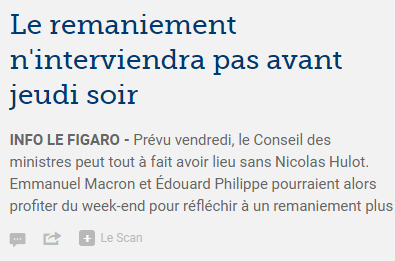 Le remaniement
n'interviendra pas avant
jeudi soir
INFO LE FIGARO - Prévu vendredi, le Conseil des
ministres peut tout à fait avoir lieu sans Nicolas Hulot.
Emmanuel Macron et Édouard Philippe pourraient alors
profiter du week-end pour réfléchir à un remaniement plus
Le Scan